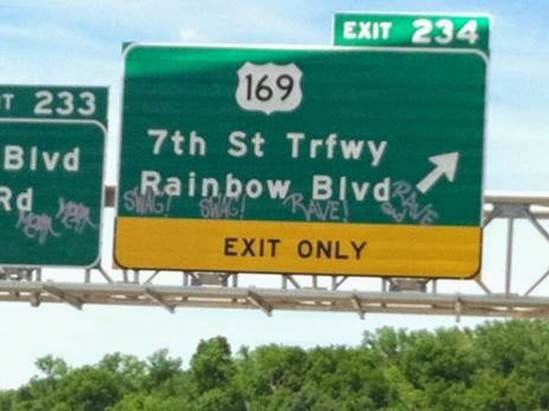 EXIT 234
169
7th St Trfwy
Rainbow Blvd
SWAG! SWAG! RAVE! RAVE
EXIT ONLY
T 233
Blvd
Rd